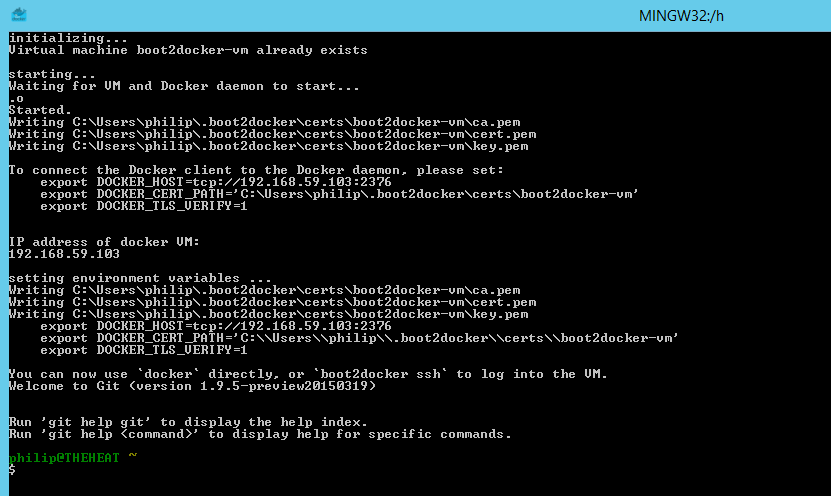 MINGW32:/h
initializing...
Virtual machine boot2docker-vm already exists
starting...
Waiting for VM and Docker daemon to start...
.o
Started.
Writing C:\Users\philip\.boot2docker\certs\boot2docker-vm\ca.pem
Writing C:\Users\philip\.boot2docker\certs\boot2docker-vm\cert.pem
Writing C:\Users\philip\.boot2docker\certs\boot2docker-vm\key.pem
To connect the Docker client to the Docker daemon, please set:
    export DOCKER_HOST=tcp://192.168.59.103:2376
    export DOCKER_CERT_PATH='C:\Users\philip\.boot2docker\certs\boot2docker-vm'
    export DOCKER_TLS_VERIFY=1
IP address of docker VM:
192.168.59.103
setting environment variables ...
Writing C:\Users\philip\.boot2docker\certs\boot2docker-vm\ca.pem
Writing C:\Users\philip\.boot2docker\certs\boot2docker-vm\cert.pem
Writing C:\Users\philip\.boot2docker\certs\boot2docker-vm\key.pem
    export DOCKER_HOST=tcp://192.168.59.103:2376
    export DOCKER_CERT_PATH='C:\\Users\\philip\\.boot2docker\\certs\\boot2docker-vm'
    export DOCKER_TLS_VERIFY=1
You can now use `docker` directly, or `boot2docker ssh` to log into the VM.
Welcome to Git (version 1.9.5-preview20150319)
Run 'git help git' to display the help index.
Run 'git help <command>' to display help for specific commands.
philip@THEHEAT ~
$